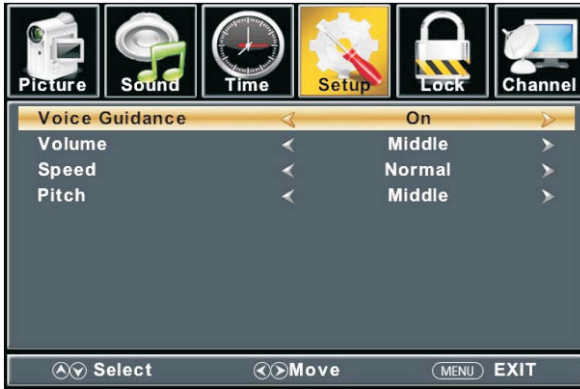 Picture Sound Time Setup Lock Channel
Voice Guidance On
Volume Middle
Speed Normal
Pitch Middle
Select Move MENU EXIT